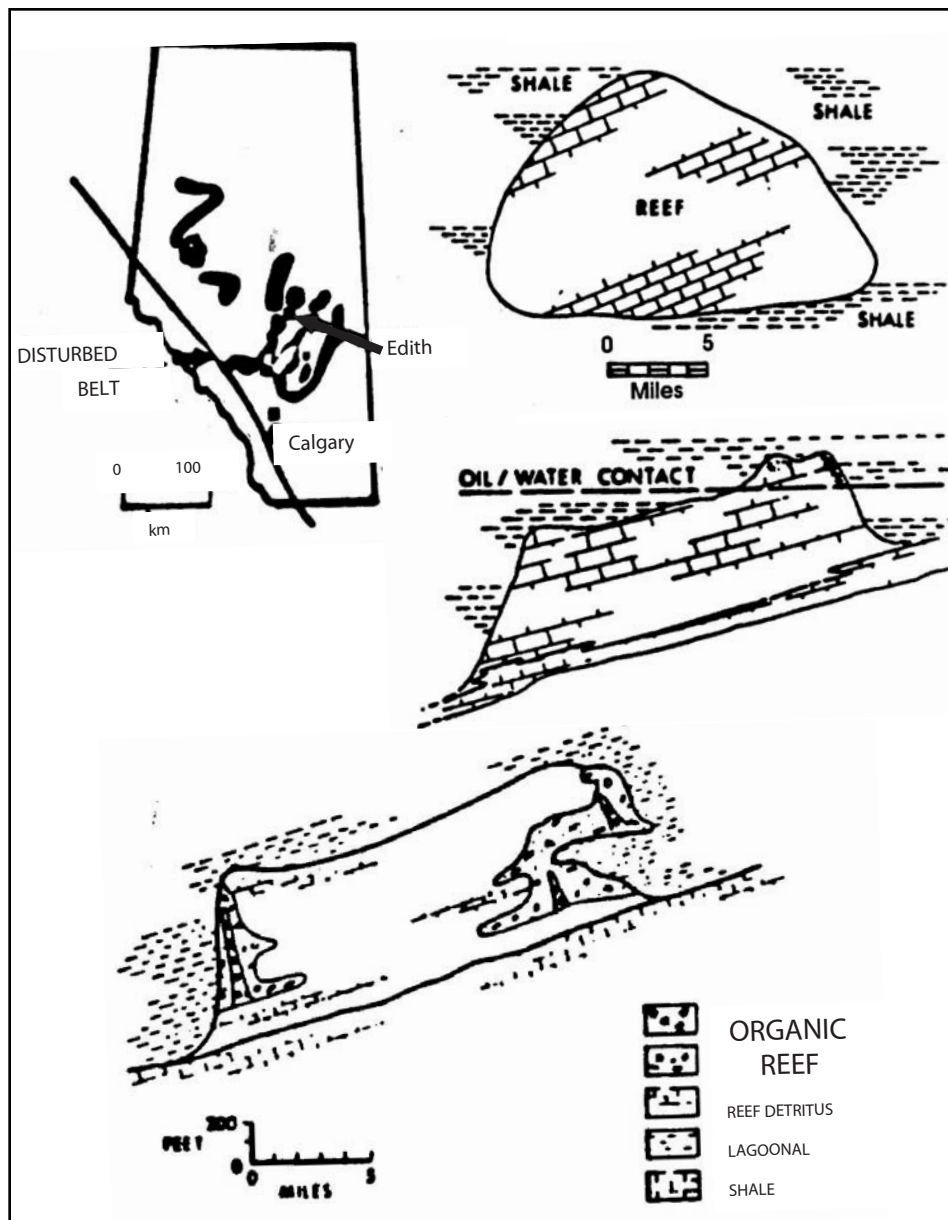 SHALE
SHALE
REEF
SHALE
0 5
Miles
DISTURBED
BELT
Edith
Calgary
0 100
km
OIL / WATER CONTACT
200
FEET
0
0 5
MILES
ORGANIC
REEF
REEF DETRITUS
LAGOONAL
SHALE